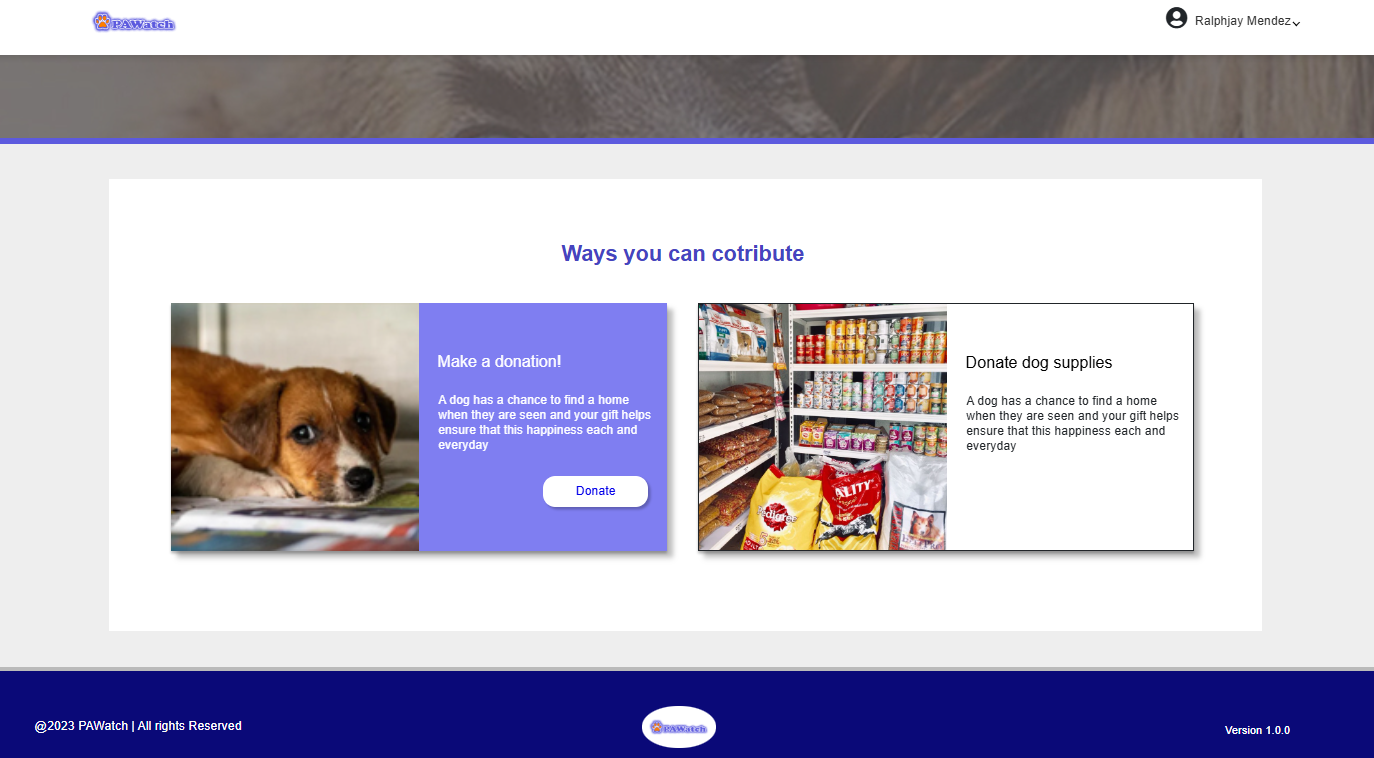 PAWatch
Ralphjay Mendez
Ways you can cotribute
Make a donation!
A dog has a chance to find a home
when they are seen and your gift helps
ensure that this happiness each and
everyday
Donate
Pedigree
ALITY
Donate dog supplies
A dog has a chance to find a home
when they are seen and your gift helps
ensure that this happiness each and
everyday
@2023 PAWatch | All rights Reserved
PAWatch
Version 1.0.0